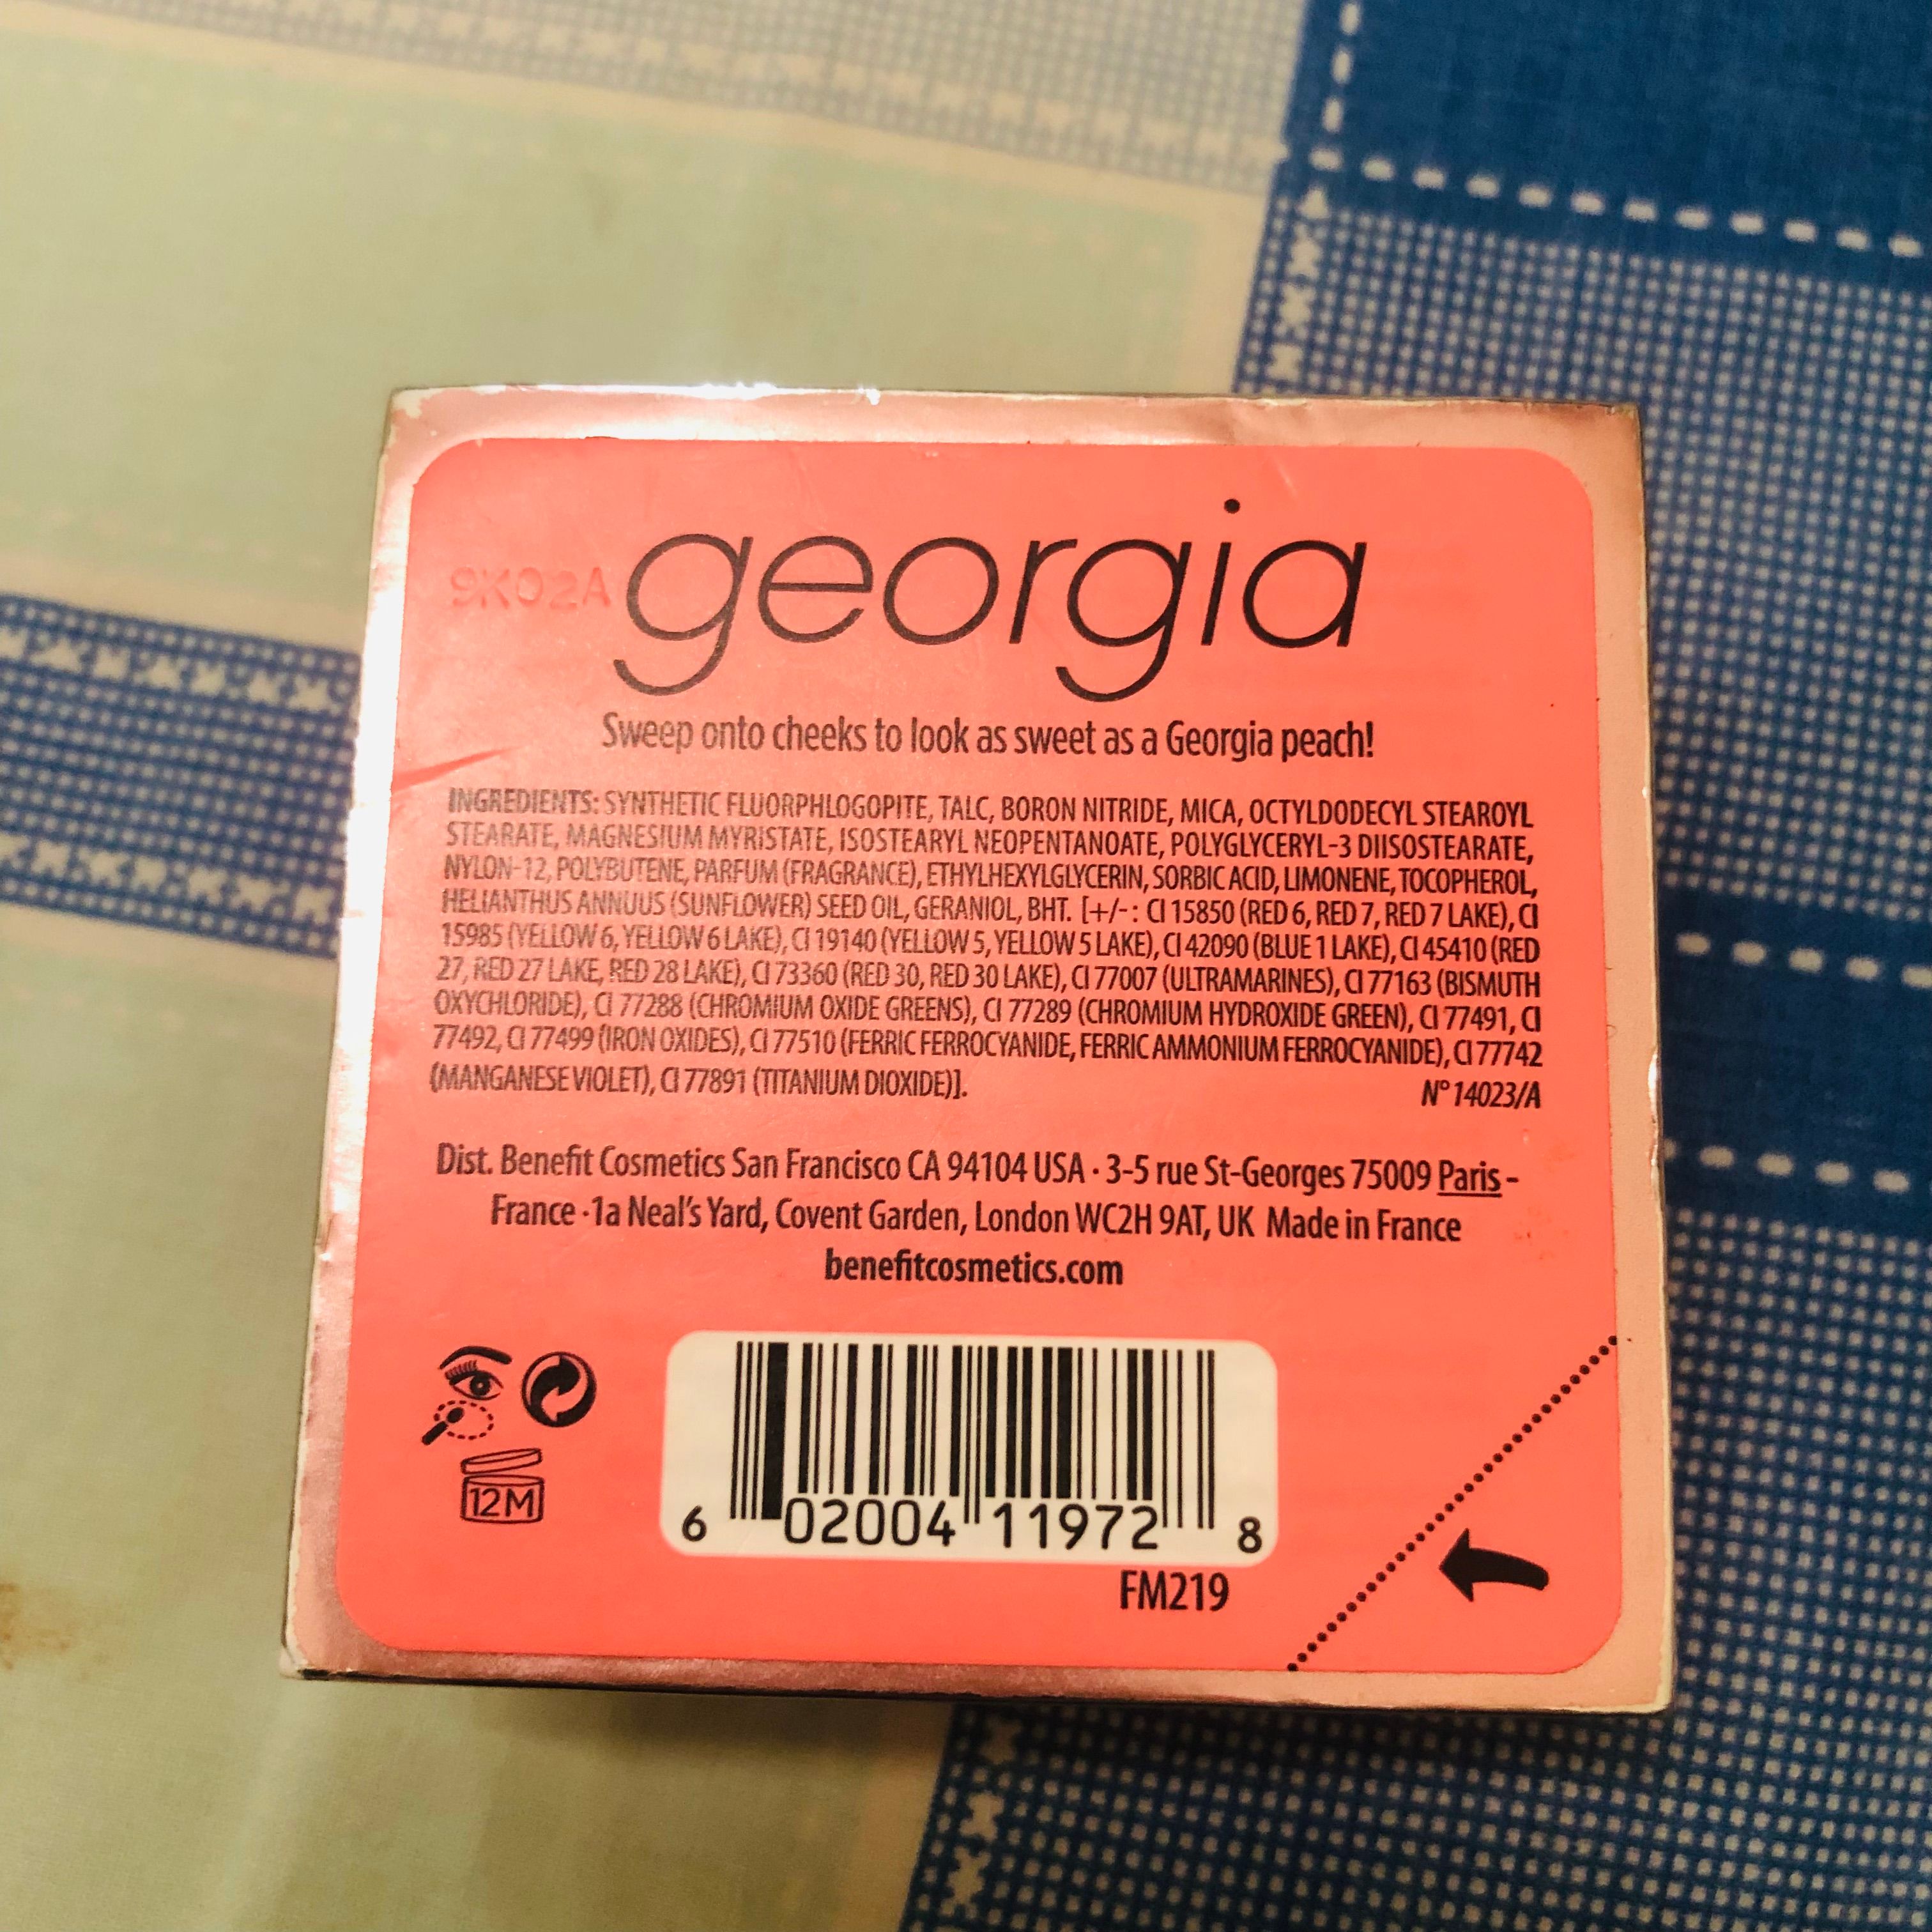 georgia
9K02A
Sweep onto cheeks to look as sweet as a Georgia peach!
INGREDIENTS: SYNTHETIC FLUORPHLOGOPITE, TALC, BORON NITRIDE, MICA, OCTYLDODECYL STEAROYL
STEARATE, MAGNESIUM MYRISTATE, ISOSTEARYL NEOPENTANOATE, POLYGLYCERYL-3 DIISOSTEARATE,
NYLON-12, POLYBUTENE, PARFUM (FRAGRANCE), ETHYLHEXYLGLYCERIN, SORBIC ACID, LIMONENE, TOCOPHEROL,
HELIANTHUS ANNUUS (SUNFLOWER) SEED OIL, GERANIOL, BHT. [+/-: CI 15850 (RED 6, RED 7, RED 7 LAKE), CI
15985 (YELLOW 6, YELLOW 6 LAKE), CI 19140 (YELLOW 5, YELLOW 5 LAKE), CI 42090 (BLUE 1 LAKE), CI 45410 (RED
27, RED 27 LAKE, RED 28 LAKE), CI 73360 (RED 30, RED 30 LAKE), CI 77007 (ULTRAMARINES), CI 77163 (BISMUTH
OXYCHLORIDE), CI 77288 (CHROMIUM OXIDE GREENS), CI 77289 (CHROMIUM HYDROXIDE GREEN), CI 77491, CI
77492, CI 77499 (IRON OXIDES), CI 77510 (FERRIC FERROCYANIDE, FERRIC AMMONIUM FERROCYANIDE), CI 77742
(MANGANESE VIOLET), CI 77891 (TITANIUM DIOXIDE)].
N° 14023/A
Dist. Benefit Cosmetics San Francisco CA 94104 USA · 3-5 rue St-Georges 75009 Paris -
France · 1a Neal's Yard, Covent Garden, London WC2H 9AT, UK Made in France
benefitcosmetics.com
12M
6 02004 11972 8
FM219